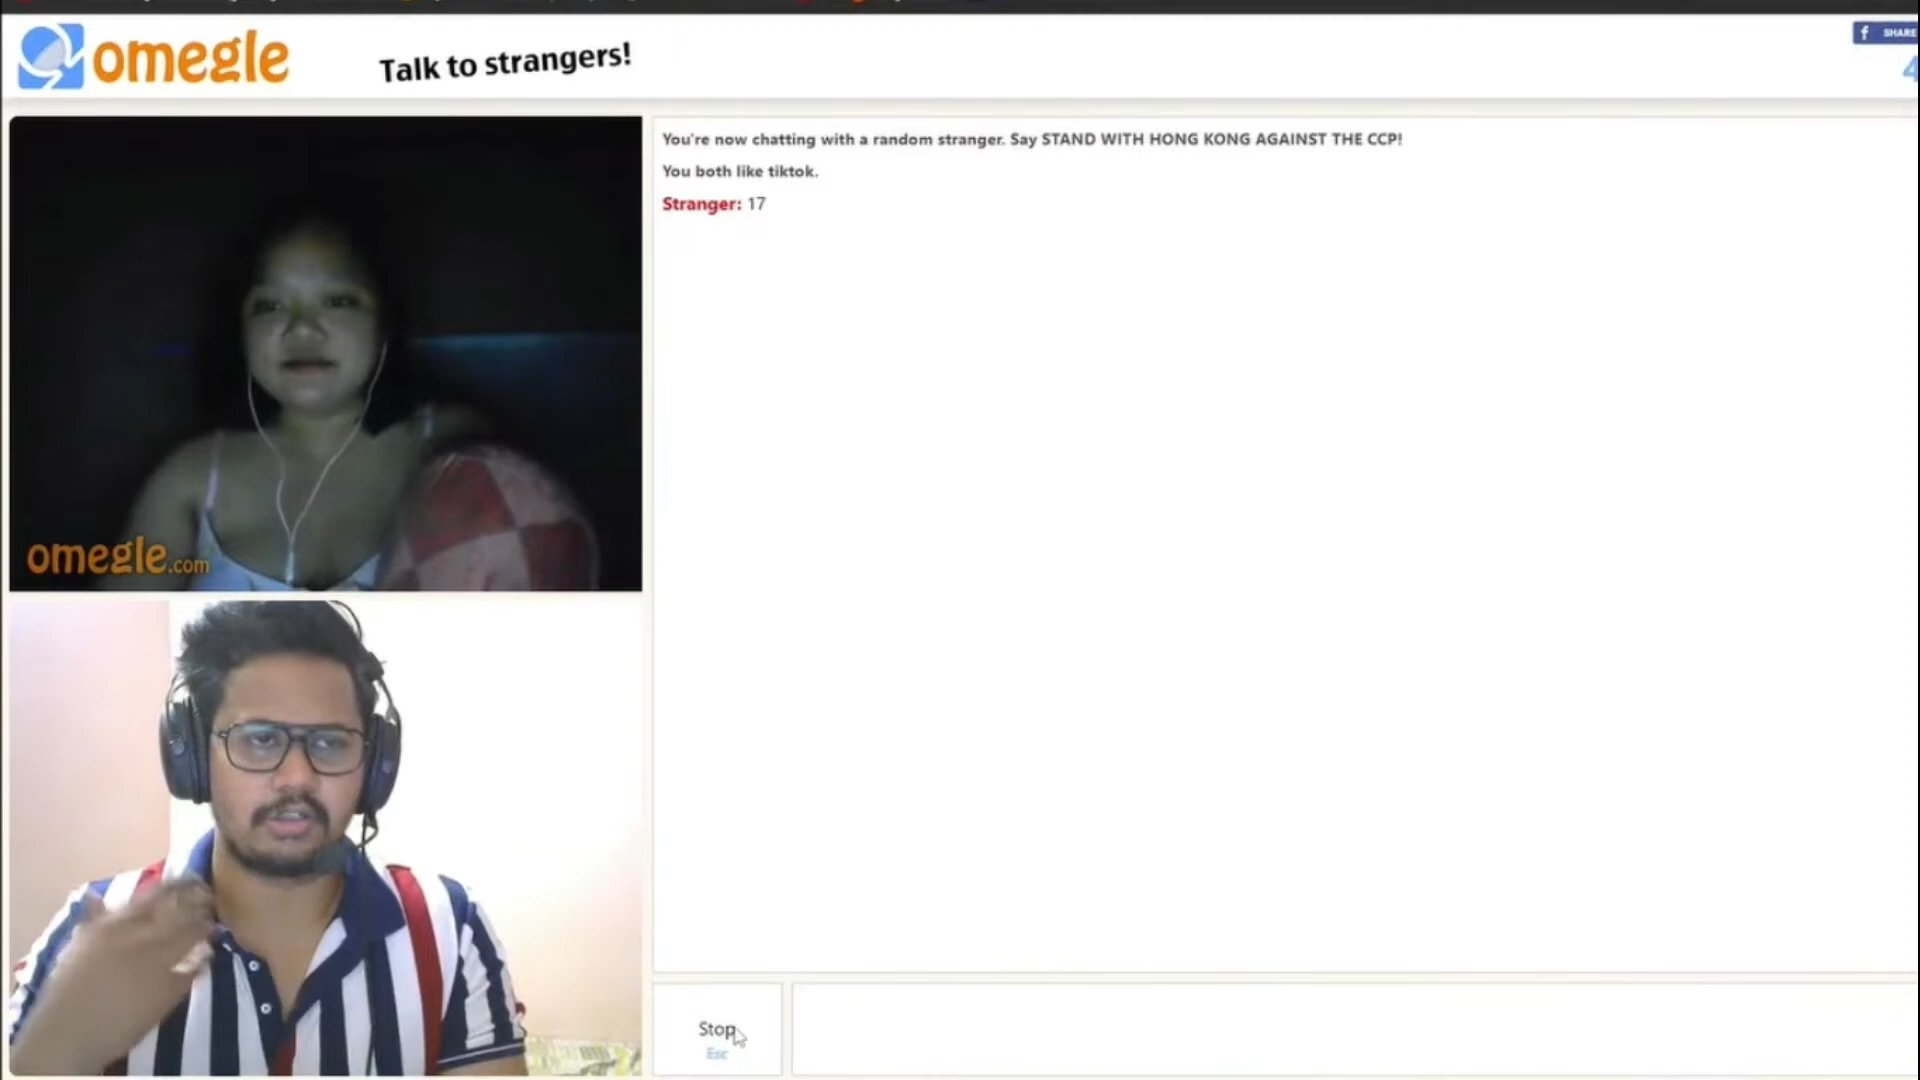 omegle
Talk to strangers!
SHARE
4
You're now chatting with a random stranger. Say STAND WITH HONG KONG AGAINST THE CCP!
You both like tiktok.
Stranger: 17
omegle.com
Stop
Esc